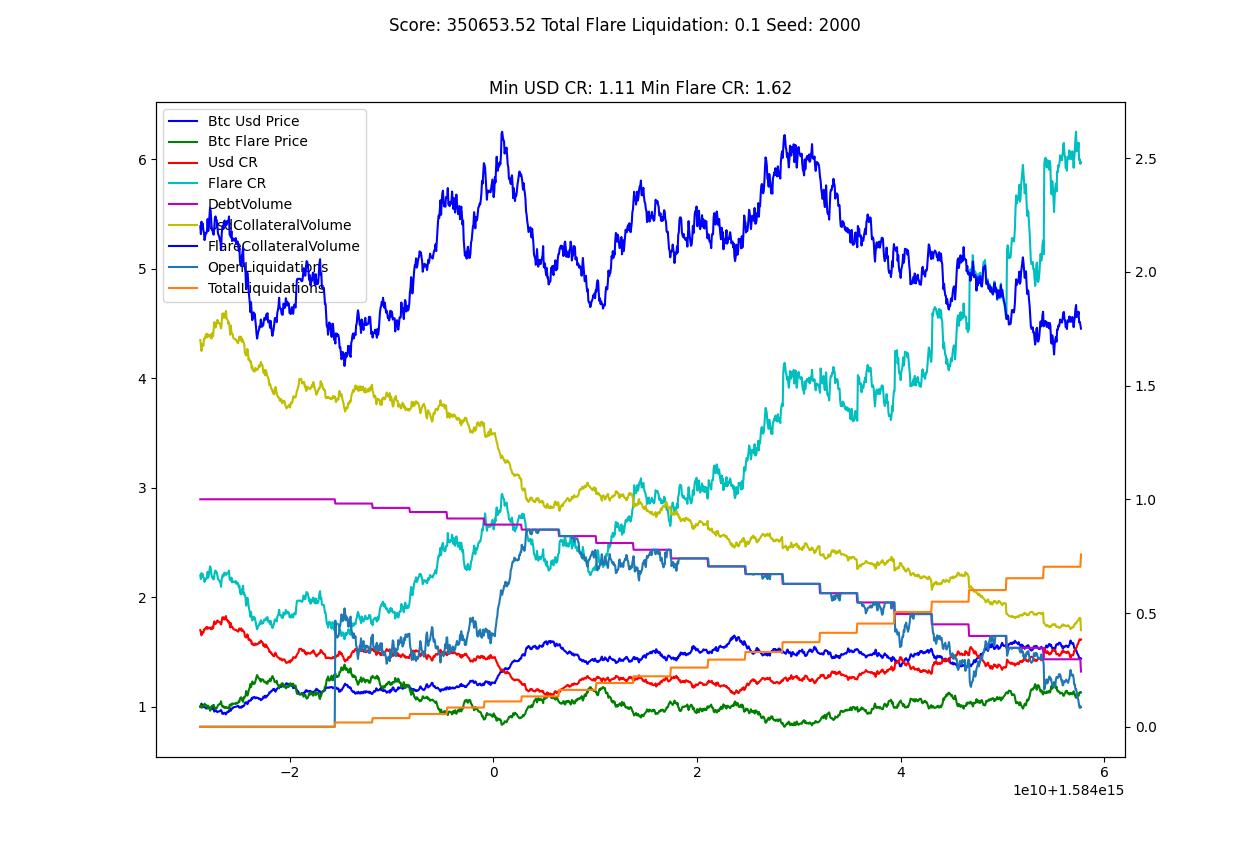 Score: 350653.52 Total Flare Liquidation: 0.1 Seed: 2000
Min USD CR: 1.11 Min Flare CR: 1.62
Btc Usd Price
Btc Flare Price
Usd CR
Flare CR
DebtVolume
UsdCollateralVolume
FlareCollateralVolume
OpenLiquidations
TotalLiquidations
6
5
4
3
2
1
2.5
2.0
1.5
1.0
0.5
0.0
−2
0
2
4
6
1e10+1.584e15